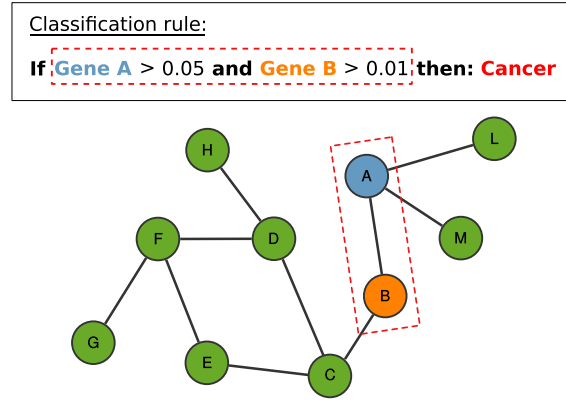 Classification rule:
If Gene A > 0.05 and Gene B > 0.01 then: Cancer
H
L
A
F
D
M
B
G
E
C